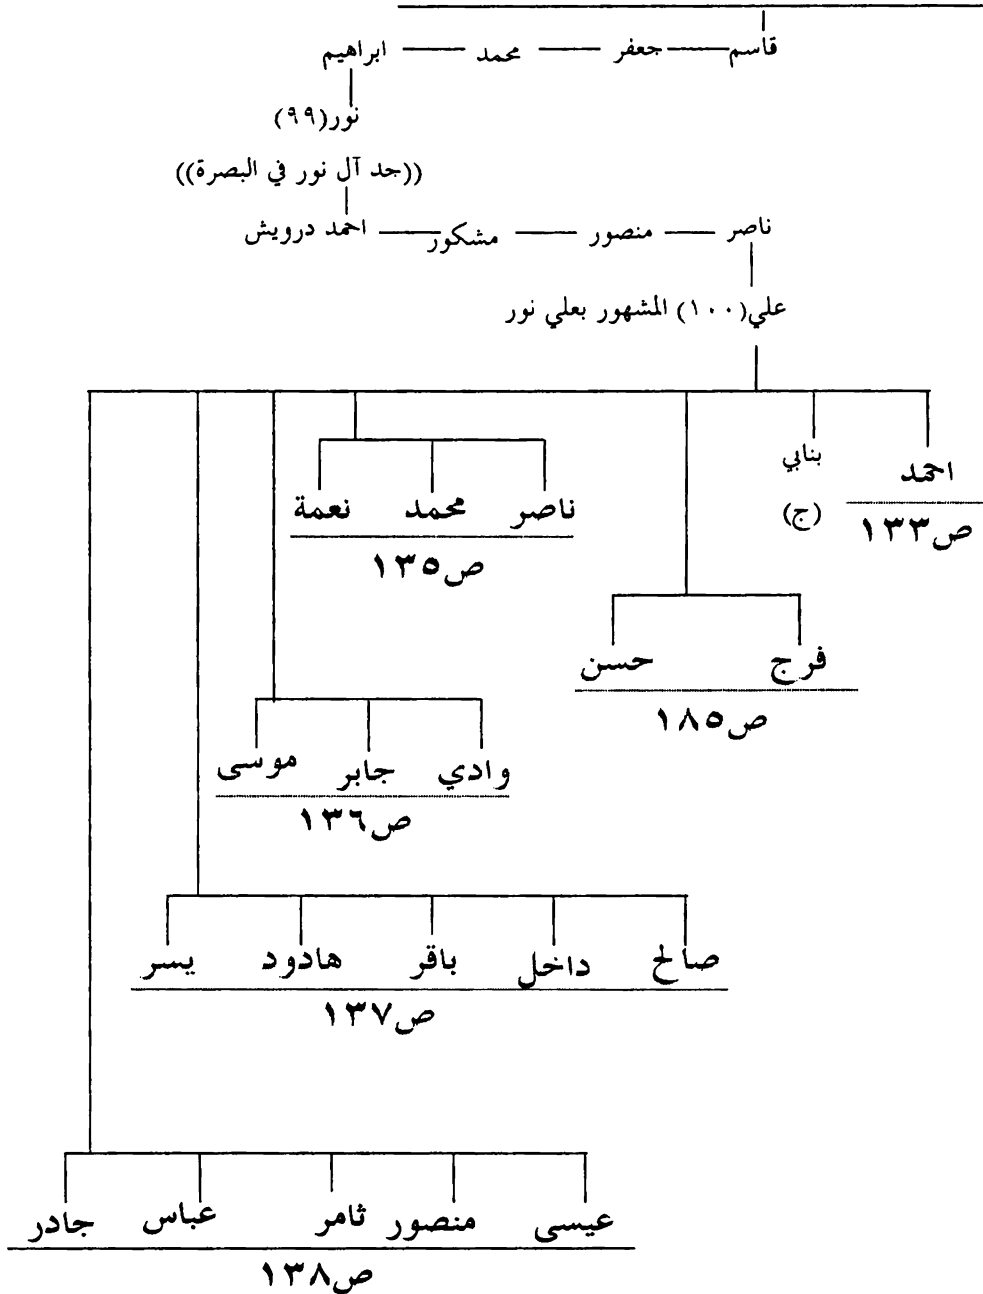 قاسم جعفر محمد ابراهيم
نور(٩٩)
((جد آل نور في البصرة))
ناصر منصور مشكور احمد درويش
علي(١٠٠) المشهور بعلي نور
احمد
ص١٣٣
بنابي
(ج)
ناصر محمد نعمة
ص١٣٥
فرج حسن
ص١٨٥
وادي جابر موسى
ص١٣٦
صالح داخل باقر هادود يسر
ص١٣٧
عيسى منصور ثامر عباس جادر
ص١٣٨